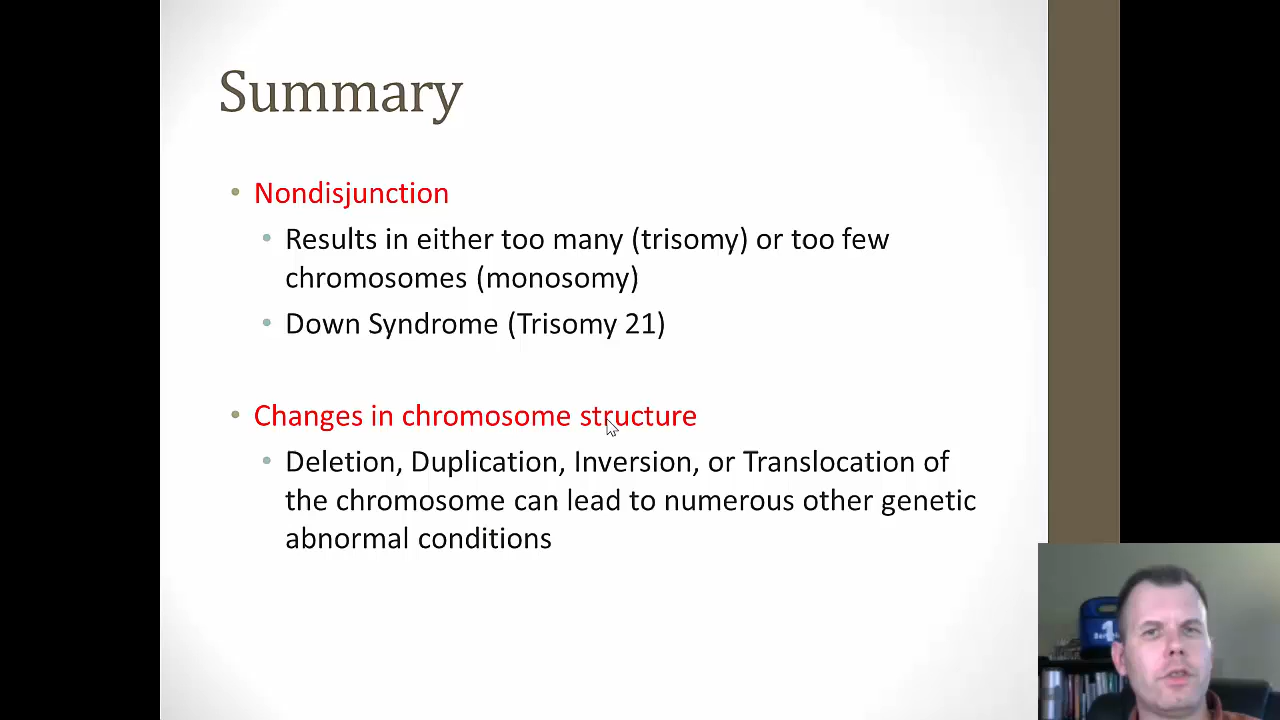 Summary
• Nondisjunction
• Results in either too many (trisomy) or too few
chromosomes (monosomy)
• Down Syndrome (Trisomy 21)
• Changes in chromosome structure
• Deletion, Duplication, Inversion, or Translocation of
the chromosome can lead to numerous other genetic
abnormal conditions
1